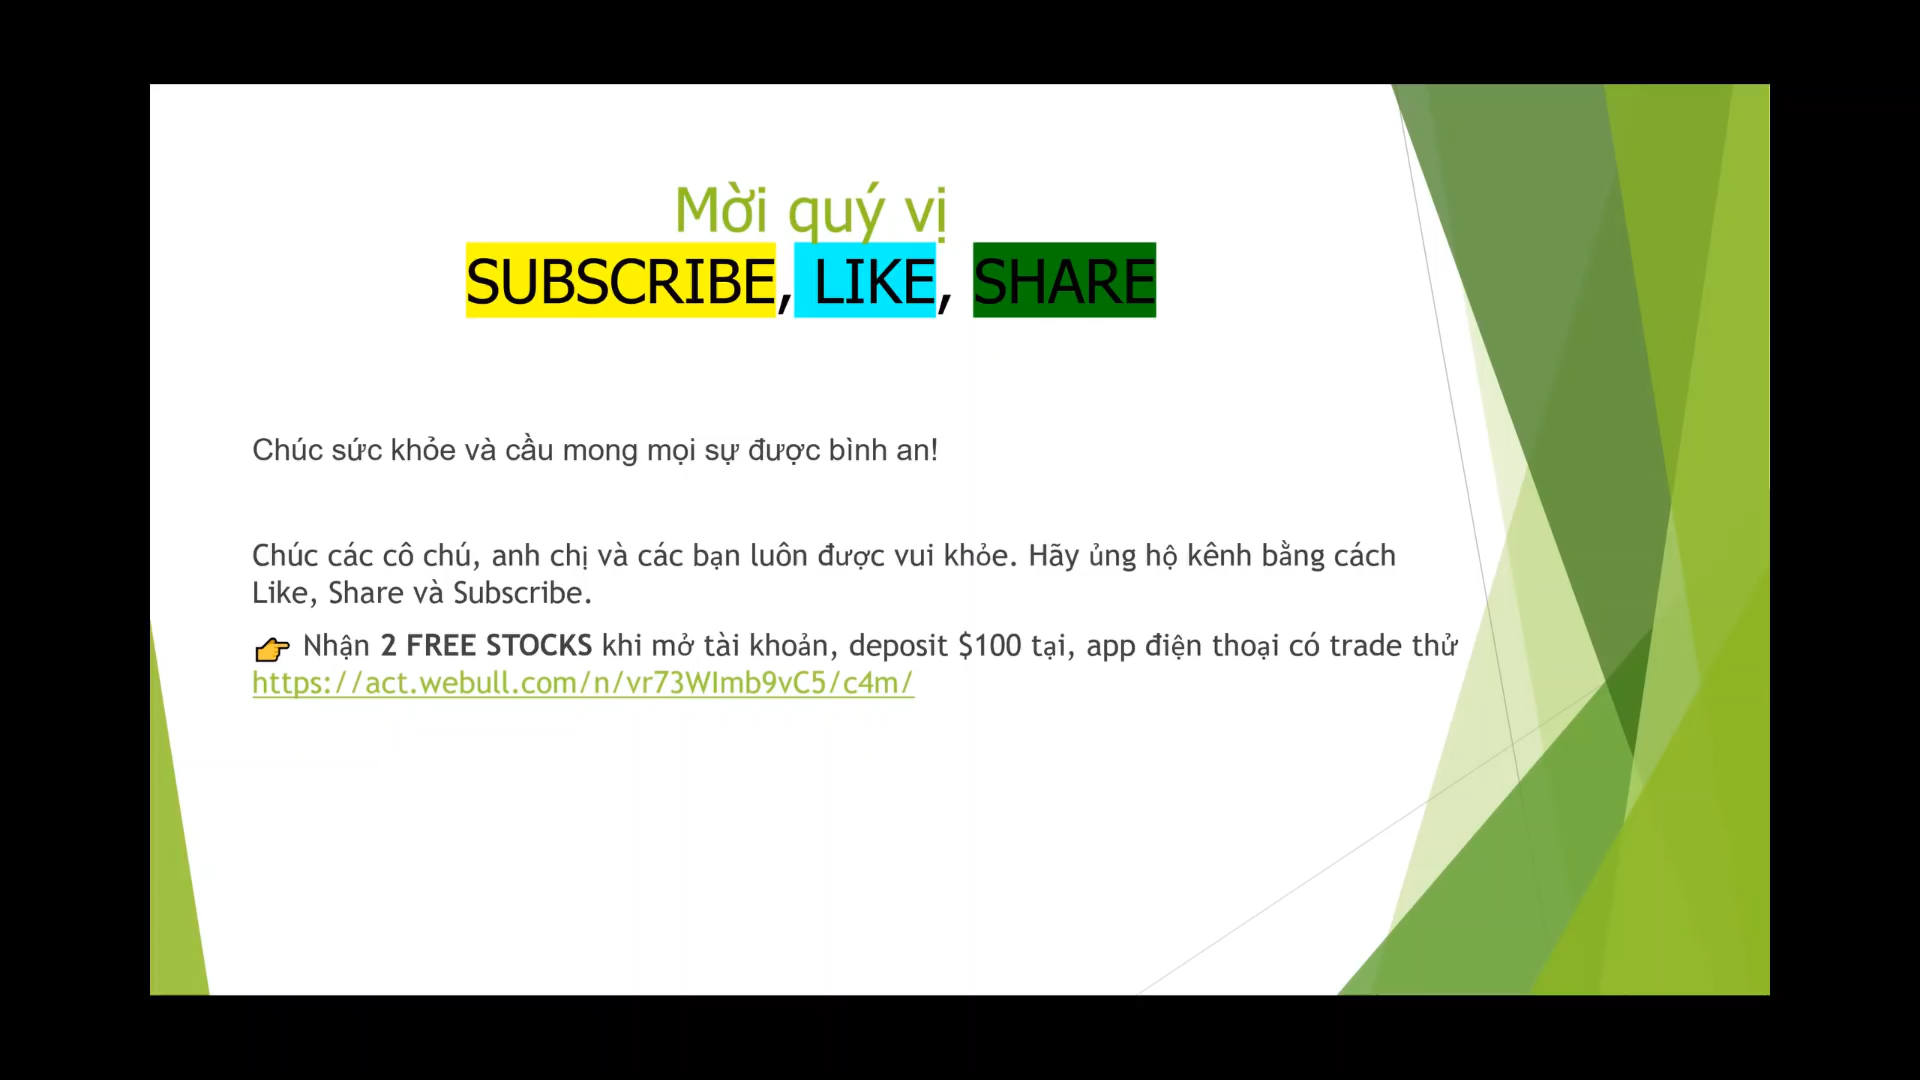 Mời quý vị
SUBSCRIBE, LIKE, SHARE
Chúc sức khỏe và cầu mong mọi sự được bình an!
Chúc các cô chú, anh chị và các bạn luôn được vui khỏe. Hãy ủng hộ kênh bằng cách
Like, Share và Subscribe.
👉 Nhận 2 FREE STOCKS khi mở tài khoản, deposit $100 tại, app điện thoại có trade thử
https://act.webull.com/n/vr73WImb9vC5/c4m/